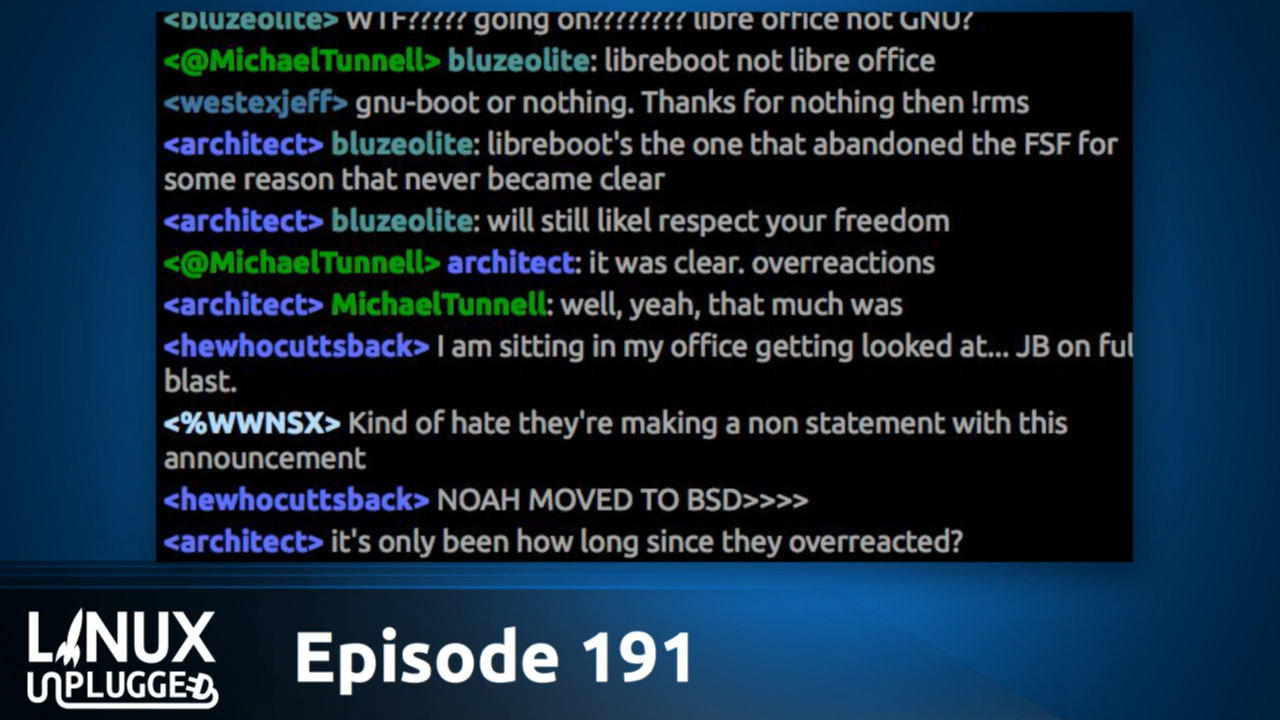 <bluzeolite> WTF????? going on???????? libre office not GNU?
<@MichaelTunnell> bluzeolite: libreboot not libre office
<westexjeff> gnu-boot or nothing. Thanks for nothing then !rms
<architect> bluzeolite: libreboot's the one that abandoned the FSF for
some reason that never became clear
<architect> bluzeolite: will still likel respect your freedom
<@MichaelTunnell> architect: it was clear. overreactions
<architect> MichaelTunnell: well, yeah, that much was
<hewhocuttsback> I am sitting in my office getting looked at... JB on ful
blast.
<%WWNSX> Kind of hate they're making a non statement with this
announcement
<hewhocuttsback> NOAH MOVED TO BSD>>>>
<architect> it's only been how long since they overreacted?
LINUX
UNPLUGGED
Episode 191